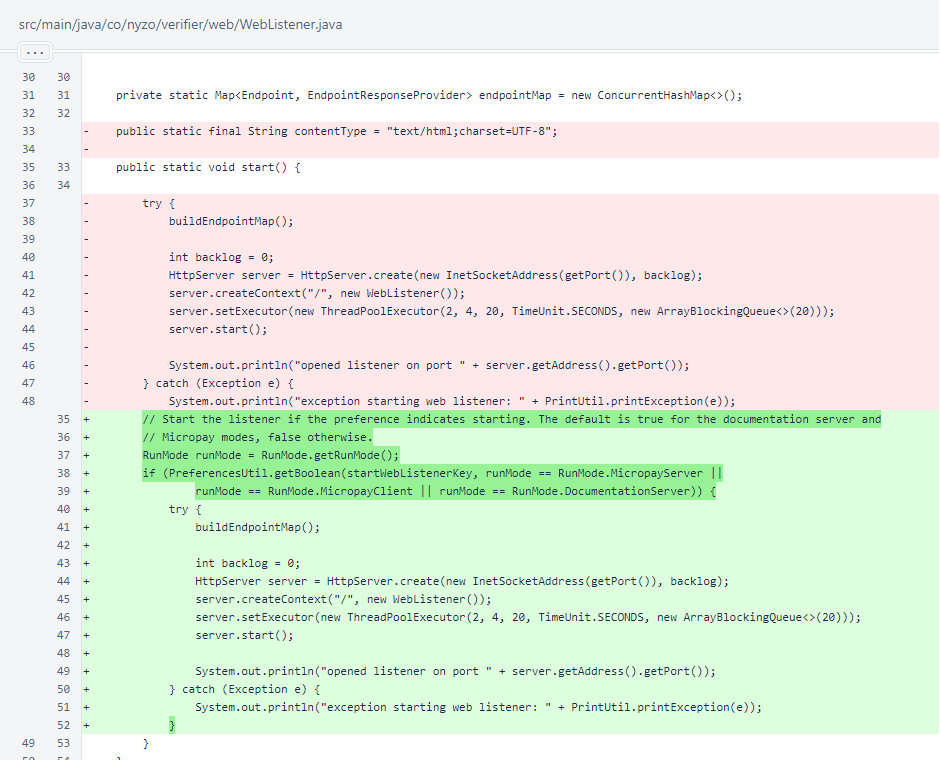 src/main/java/co/nyzo/verifier/web/WebListener.java
...
30 30
31 31 private static Map<Endpoint, EndpointResponseProvider> endpointMap = new ConcurrentHashMap<>();
32 32
33 - public static final String contentType = "text/html;charset=UTF-8";
34 -
35 33 public static void start() {
36 34
37 - try {
38 - buildEndpointMap();
39 -
40 - int backlog = 0;
41 - HttpServer server = HttpServer.create(new InetSocketAddress(getPort()), backlog);
42 - server.createContext("/", new WebListener());
43 - server.setExecutor(new ThreadPoolExecutor(2, 4, 20, TimeUnit.SECONDS, new ArrayBlockingQueue<>(20)));
44 - server.start();
45 -
46 - System.out.println("opened listener on port " + server.getAddress().getPort());
47 - } catch (Exception e) {
48 - System.out.println("exception starting web listener: " + PrintUtil.printException(e));
35 + // Start the listener if the preference indicates starting. The default is true for the documentation server and
36 + // Micropay modes, false otherwise.
37 + RunMode runMode = RunMode.getRunMode();
38 + if (PreferencesUtil.getBoolean(startWebListenerKey, runMode == RunMode.MicropayServer ||
39 + runMode == RunMode.MicropayClient || runMode == RunMode.DocumentationServer)) {
40 + try {
41 + buildEndpointMap();
42 +
43 + int backlog = 0;
44 + HttpServer server = HttpServer.create(new InetSocketAddress(getPort()), backlog);
45 + server.createContext("/", new WebListener());
46 + server.setExecutor(new ThreadPoolExecutor(2, 4, 20, TimeUnit.SECONDS, new ArrayBlockingQueue<>(20)));
47 + server.start();
48 +
49 + System.out.println("opened listener on port " + server.getAddress().getPort());
50 + } catch (Exception e) {
51 + System.out.println("exception starting web listener: " + PrintUtil.printException(e));
52 + }
49 53 }